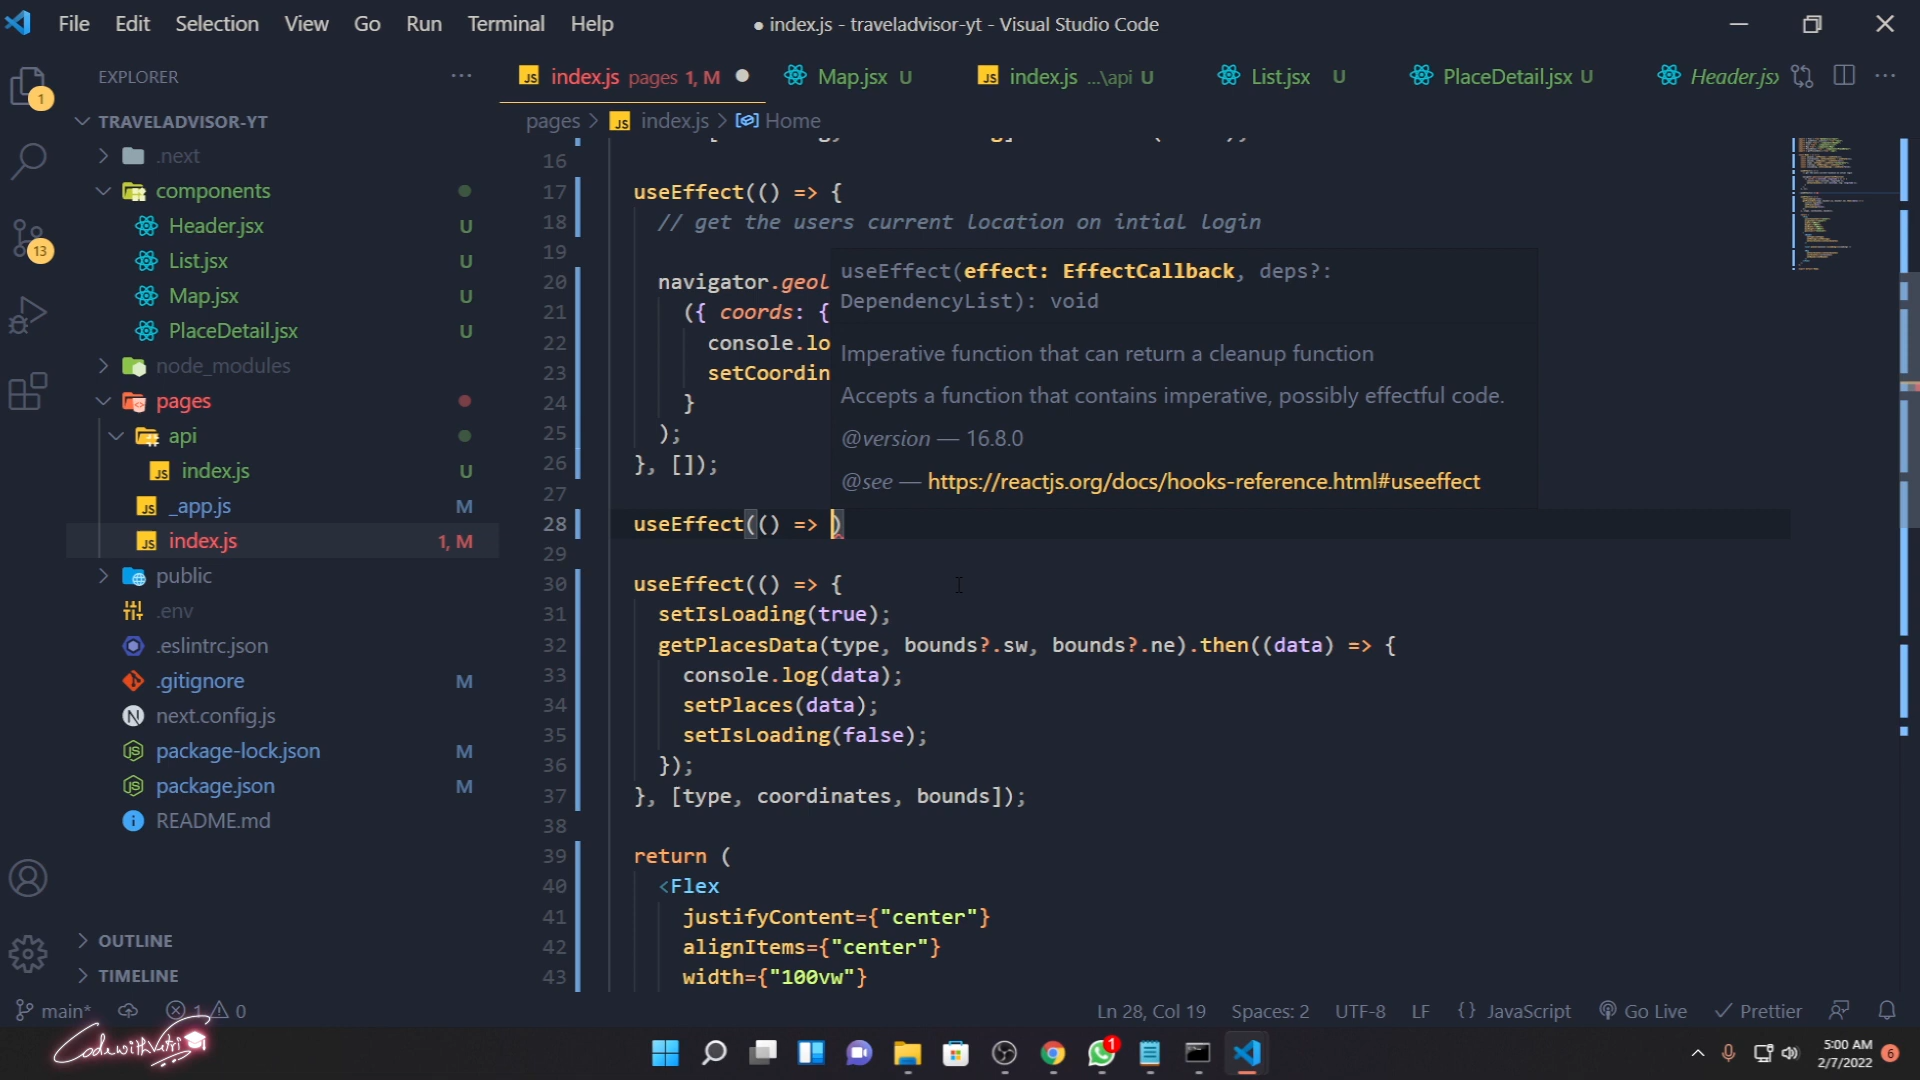 File Edit Selection View Go Run Terminal Help
● index.js - traveladvisor-yt - Visual Studio Code
EXPLORER
JS index.js pages 1, M
Map.jsx U
JS index.js ...\api U
List.jsx U
PlaceDetail.jsx U
Header.jsx
pages > JS index.js > Home
1
13
TRAVELADVISOR-YT
.next
components
Header.jsx U
List.jsx U
Map.jsx U
PlaceDetail.jsx U
node_modules
pages
api
JS index.js U
JS _app.js M
JS index.js 1, M
public
.env
.eslintrc.json
.gitignore M
N next.config.js
package-lock.json M
package.json M
README.md
OUTLINE
TIMELINE
16
17 useEffect(() => {
18 // get the users current location on intial login
19
20 navigator.geol
21 ({ coords: {
22 console.lo
23 setCoordin
24 }
25 );
26 }, []);
27
28 useEffect(() => )
29
30 useEffect(() => {
31 setIsLoading(true);
32 getPlacesData(type, bounds?.sw, bounds?.ne).then((data) => {
33 console.log(data);
34 setPlaces(data);
35 setIsLoading(false);
36 });
37 }, [type, coordinates, bounds]);
38
39 return (
40 <Flex
41 justifyContent={"center"}
42 alignItems={"center"}
43 width={"100vw"}
useEffect(effect: EffectCallback, deps?:
DependencyList): void
Imperative function that can return a cleanup function
Accepts a function that contains imperative, possibly effectful code.
@version — 16.8.0
@see — https://reactjs.org/docs/hooks-reference.html#useeffect
main* 1 0
Ln 28, Col 19 Spaces: 2 UTF-8 LF {} JavaScript Go Live Prettier
1
5:00 AM
2/7/2022
6